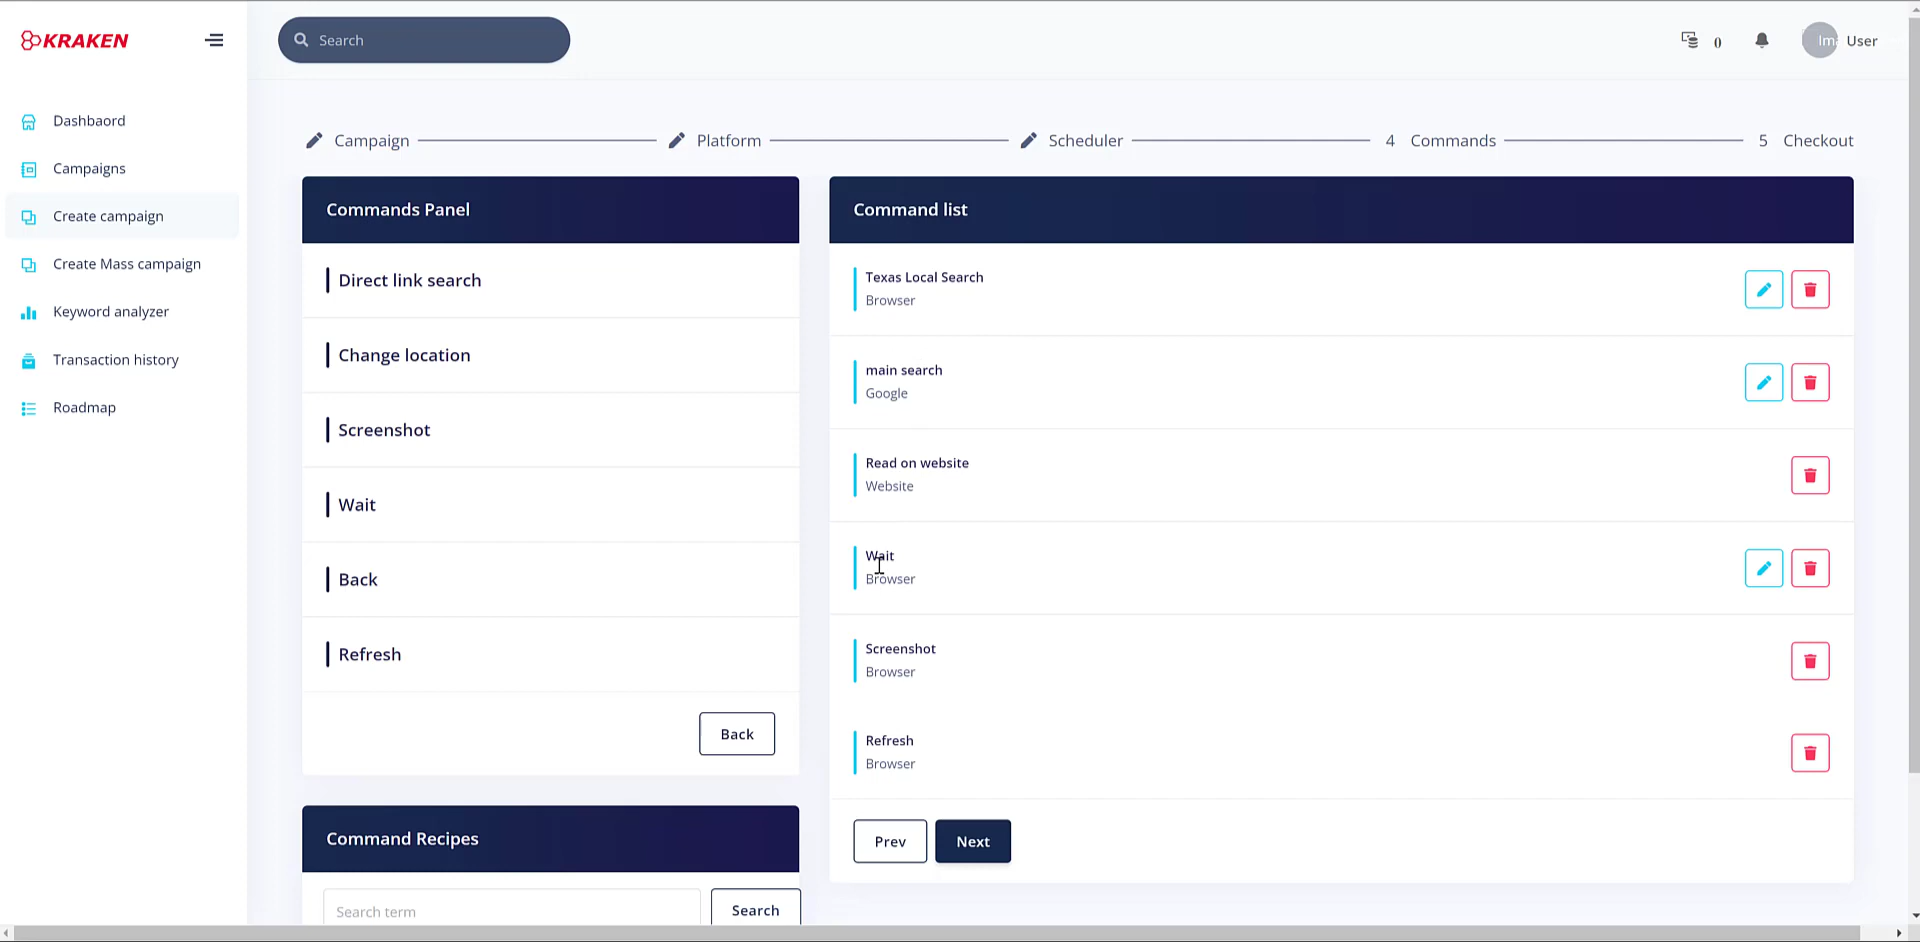 KRAKEN
Search
0
Im
User
Dashbaord
Campaigns
Create campaign
Create Mass campaign
Keyword analyzer
Transaction history
Roadmap
Campaign
Platform
Scheduler
4 Commands
5 Checkout
Commands Panel
Direct link search
Change location
Screenshot
Wait
Back
Refresh
Back
Command Recipes
Search term
Search
Command list
Texas Local Search
Browser
main search
Google
Read on website
Website
Wait
Browser
Screenshot
Browser
Refresh
Browser
Prev
Next